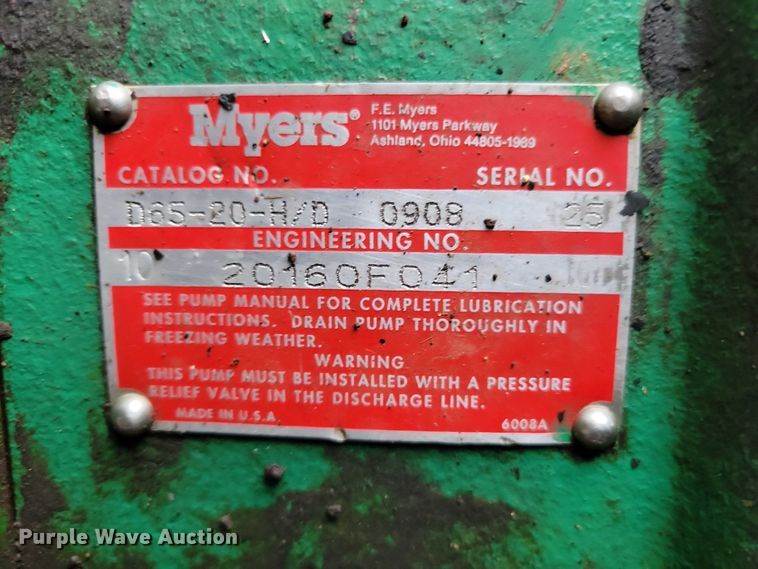 Myers®
F.E. Myers
1101 Myers Parkway
Ashland, Ohio 44805-1989
CATALOG NO. SERIAL NO.
D65-20-H/D 0908 25
ENGINEERING NO.
10 20160F041
SEE PUMP MANUAL FOR COMPLETE LUBRICATION
INSTRUCTIONS. DRAIN PUMP THOROUGHLY IN
FREEZING WEATHER.
WARNING
THIS PUMP MUST BE INSTALLED WITH A PRESSURE
RELIEF VALVE IN THE DISCHARGE LINE.
MADE IN U.S.A. 6008A
Purple Wave Auction